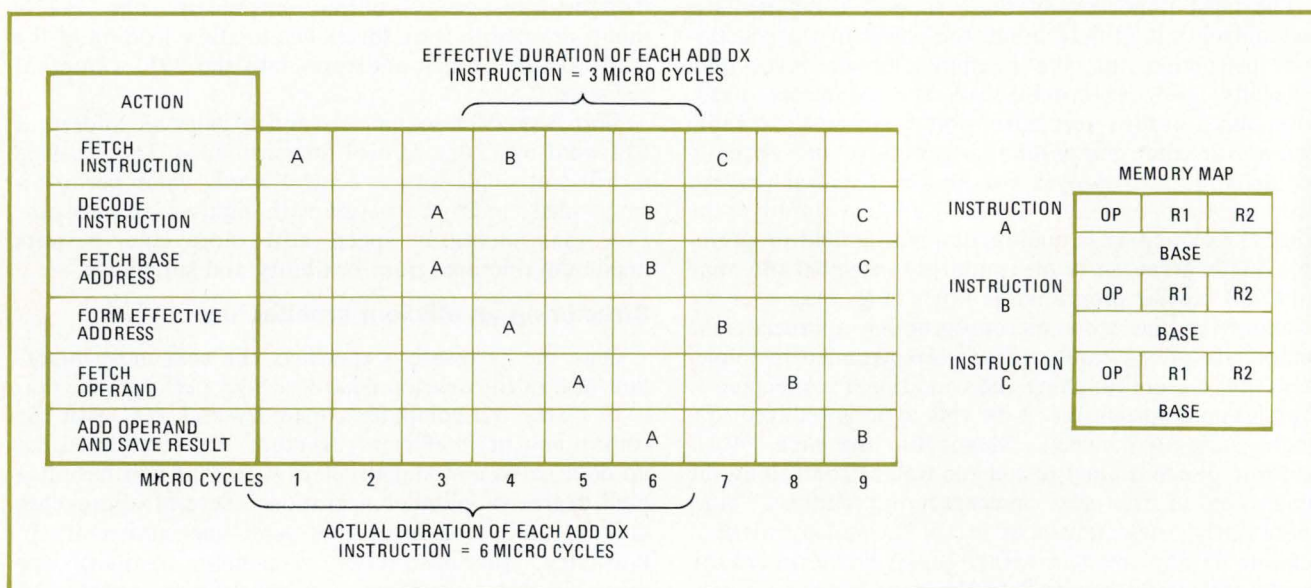 EFFECTIVE DURATION OF EACH ADD DX
INSTRUCTION = 3 MICRO CYCLES
ACTION
FETCH
INSTRUCTION
A B C
DECODE
INSTRUCTION
A B C
FETCH BASE
ADDRESS
A B C
FORM EFFECTIVE
ADDRESS
A B
FETCH
OPERAND
A B
ADD OPERAND
AND SAVE RESULT
A B
MICRO CYCLES 1 2 3 4 5 6 7 8 9
ACTUAL DURATION OF EACH ADD DX
INSTRUCTION = 6 MICRO CYCLES
MEMORY MAP
INSTRUCTION
A
OP R1 R2
BASE
INSTRUCTION
B
OP R1 R2
BASE
INSTRUCTION
C
OP R1 R2
BASE